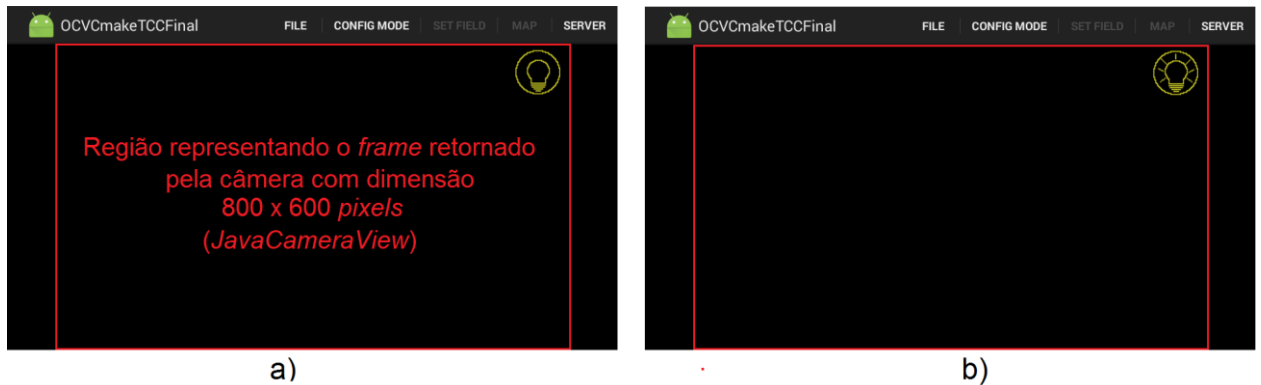 OCVCmakeTCCFinal FILE CONFIG MODE SET FIELD MAP SERVER
Região representando o frame retornado
pela câmera com dimensão
800 x 600 pixels
(JavaCameraView)
a)
OCVCmakeTCCFinal FILE CONFIG MODE SET FIELD MAP SERVER
b)